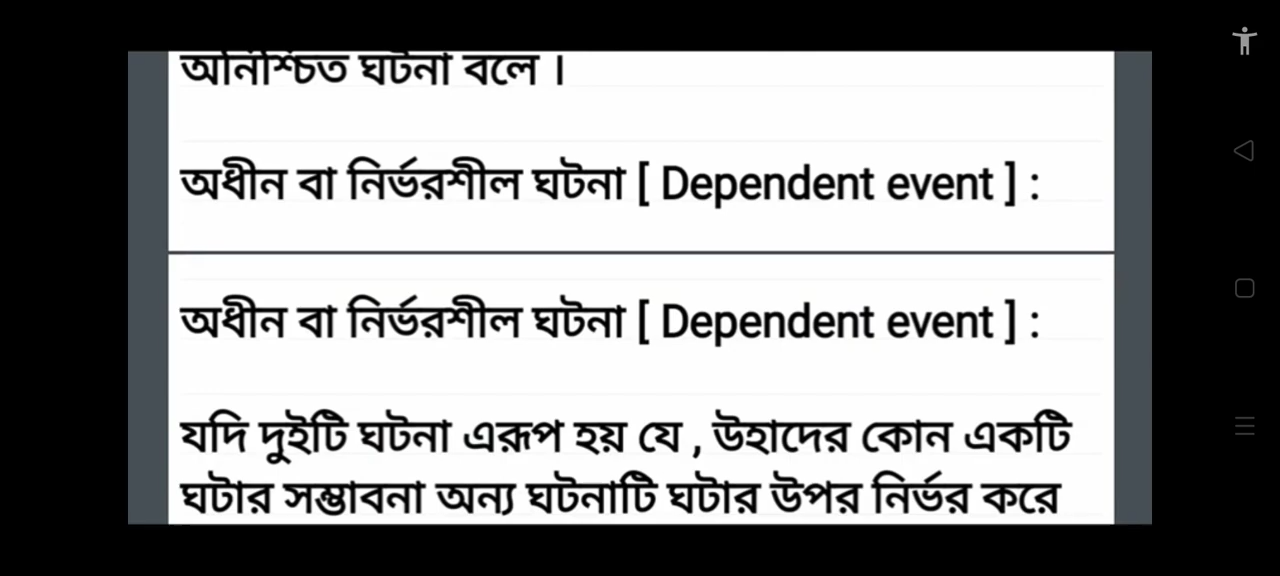 অনিশ্চিত ঘটনা বলে ।
অধীন বা নির্ভরশীল ঘটনা [ Dependent event ] :
অধীন বা নির্ভরশীল ঘটনা [ Dependent event ] :
যদি দুইটি ঘটনা এরূপ হয় যে , উহাদের কোন একটি
ঘটার সম্ভাবনা অন্য ঘটনাটি ঘটার উপর নির্ভর করে